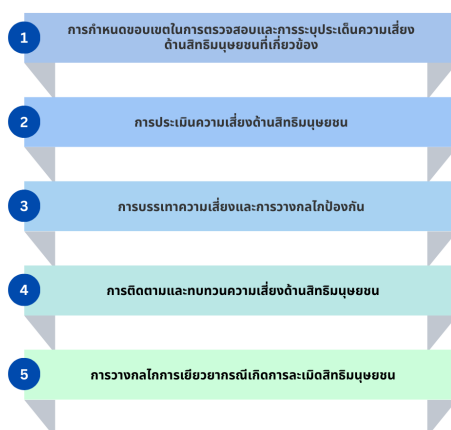 1
การกำหนดขอบเขตในการตรวจสอบและการระบุประเด็นความเสี่ยง
ด้านสิทธิมนุษยชนที่เกี่ยวข้อง
2
การประเมินความเสี่ยงด้านสิทธิมนุษยชน
3
การบรรเทาความเสี่ยงและการวางกลไกป้องกัน
4
การติดตามและทบทวนความเสี่ยงด้านสิทธิมนุษยชน
5
การวางกลไกการเยียวยากรณีเกิดการละเมิดสิทธิมนุษยชน